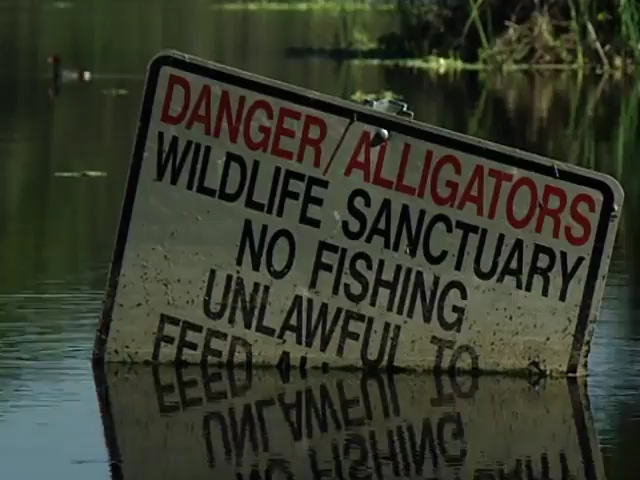 DANGER/ALLIGATORS
WILDLIFE SANCTUARY
NO FISHING
UNLAWFUL TO
FEED